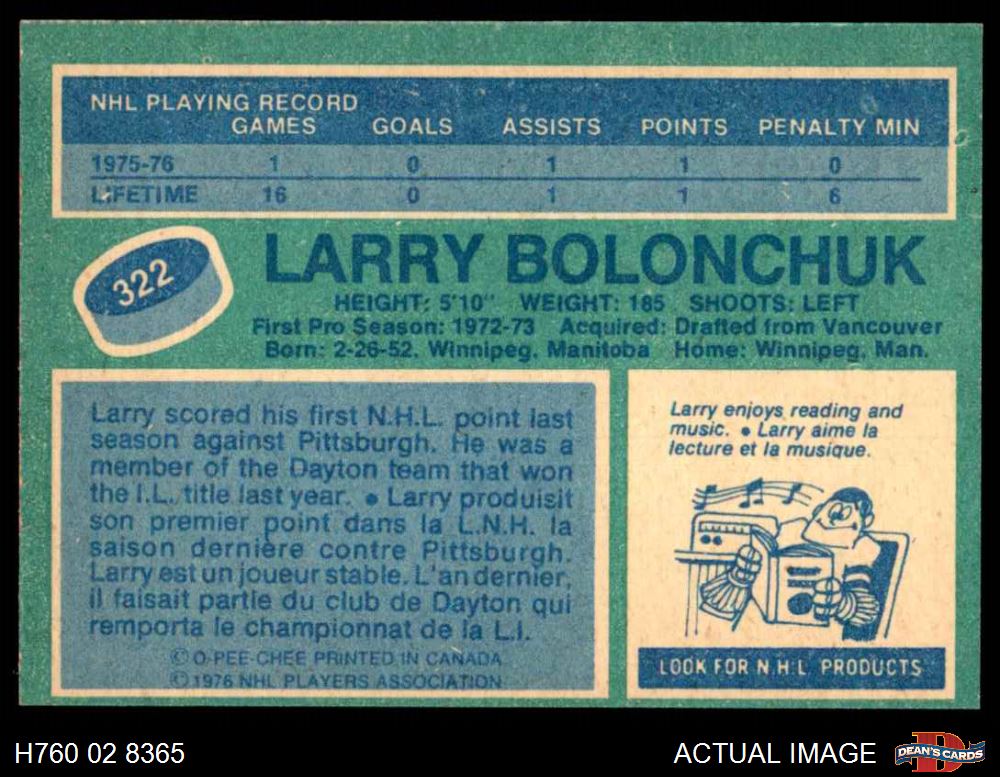 NHL PLAYING RECORD
GAMES GOALS ASSISTS POINTS PENALTY MIN
1975-76 1 0 1 1 0
LIFETIME 16 0 1 1 6
322
LARRY BOLONCHUK
HEIGHT: 5'10" WEIGHT: 185 SHOOTS: LEFT
First Pro Season: 1972-73 Acquired: Drafted from Vancouver
Born: 2-26-52, Winnipeg, Manitoba Home: Winnipeg, Man.
Larry scored his first N.H.L. point last
season against Pittsburgh. He was a
member of the Dayton team that won
the I.L. title last year. ● Larry produisit
son premier point dans la L.N.H. la
saison dernière contre Pittsburgh.
Larry est un joueur stable. L'an dernier,
il faisait partie du club de Dayton qui
remporta le championnat de la L.I.
© O-PEE-CHEE PRINTED IN CANADA
© 1976 NHL PLAYERS ASSOCIATION
Larry enjoys reading and
music. ● Larry aime la
lecture et la musique.
LOOK FOR N.H.L. PRODUCTS
H760 02 8365
ACTUAL IMAGE
D
DEAN'S CARDS